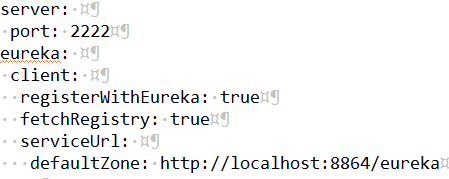 server:
 port: 2222
eureka:
 client:
  registerWithEureka: true
  fetchRegistry: true
  serviceUrl:
   defaultZone: http://localhost:8864/eureka